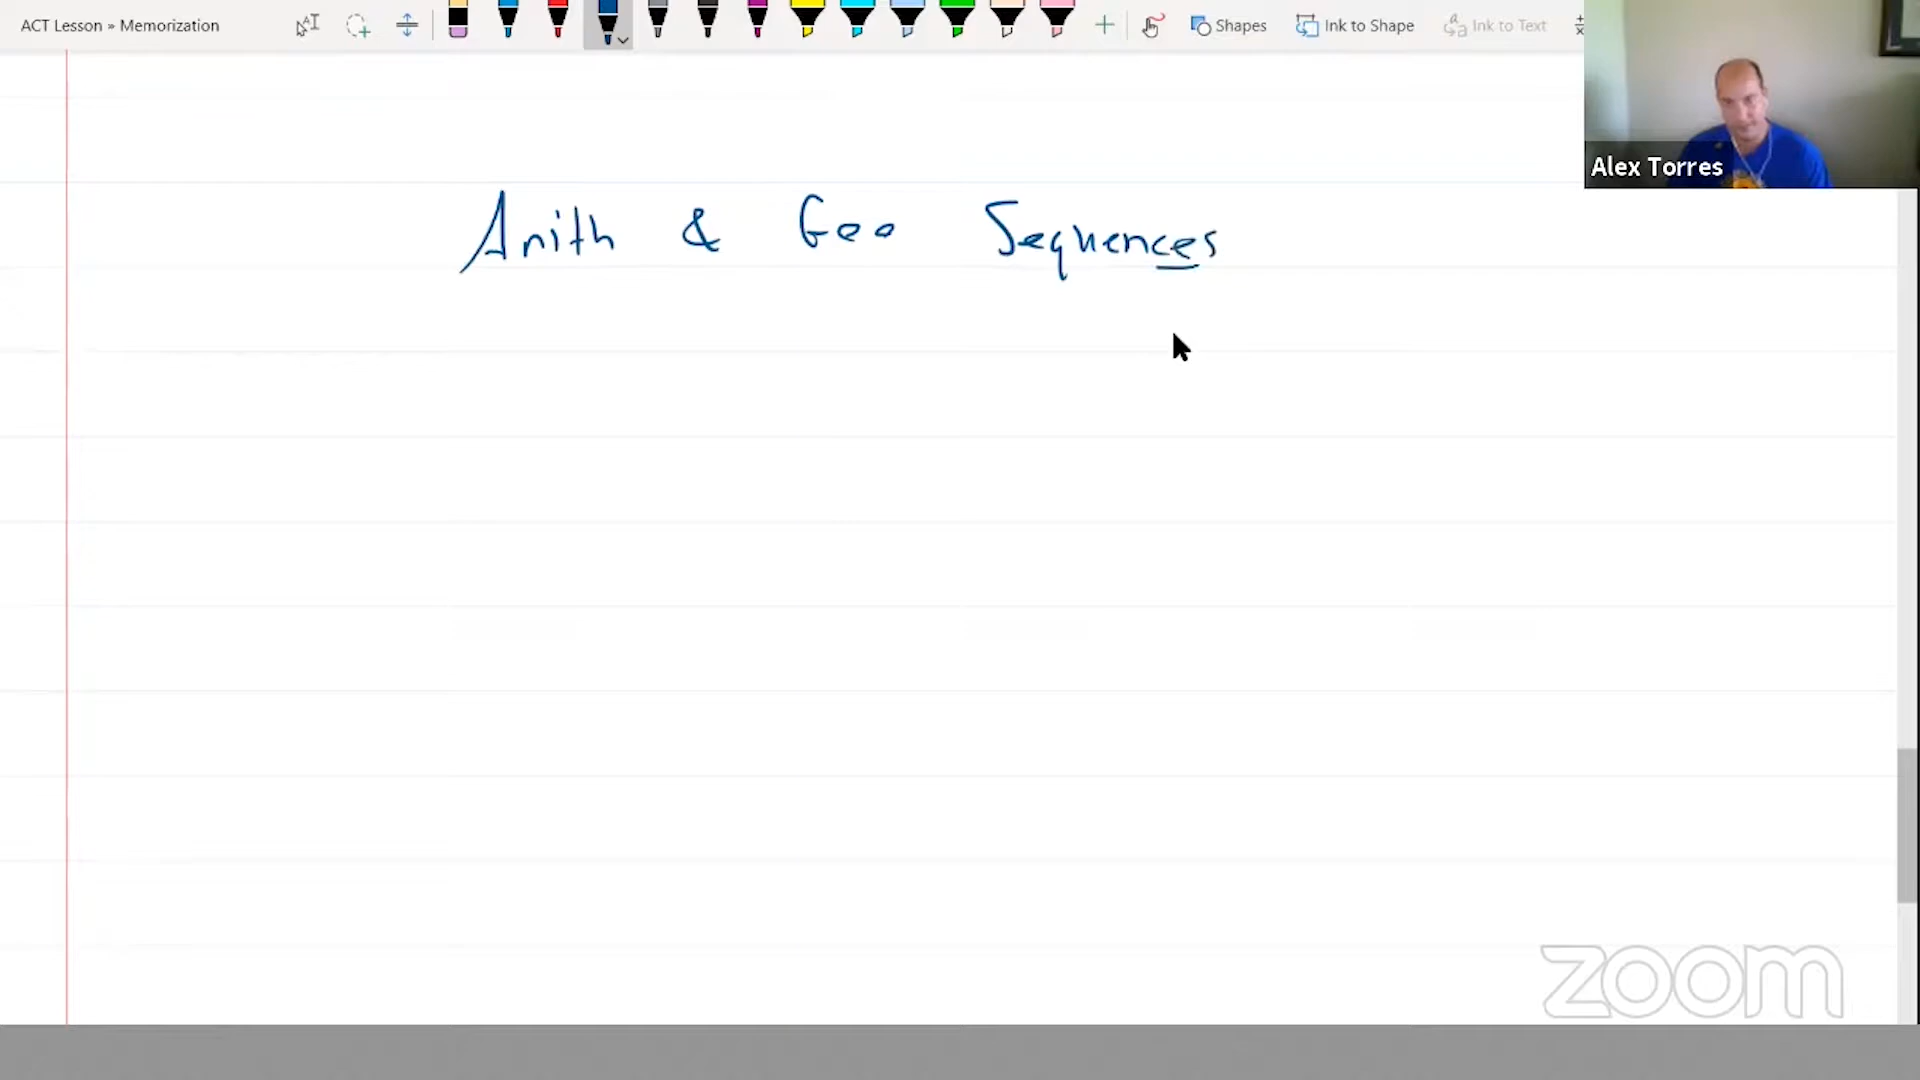 ACT Lesson » Memorization
Shapes
Ink to Shape
Ink to Text
Alex Torres
Arith & Geo Sequences
zoom